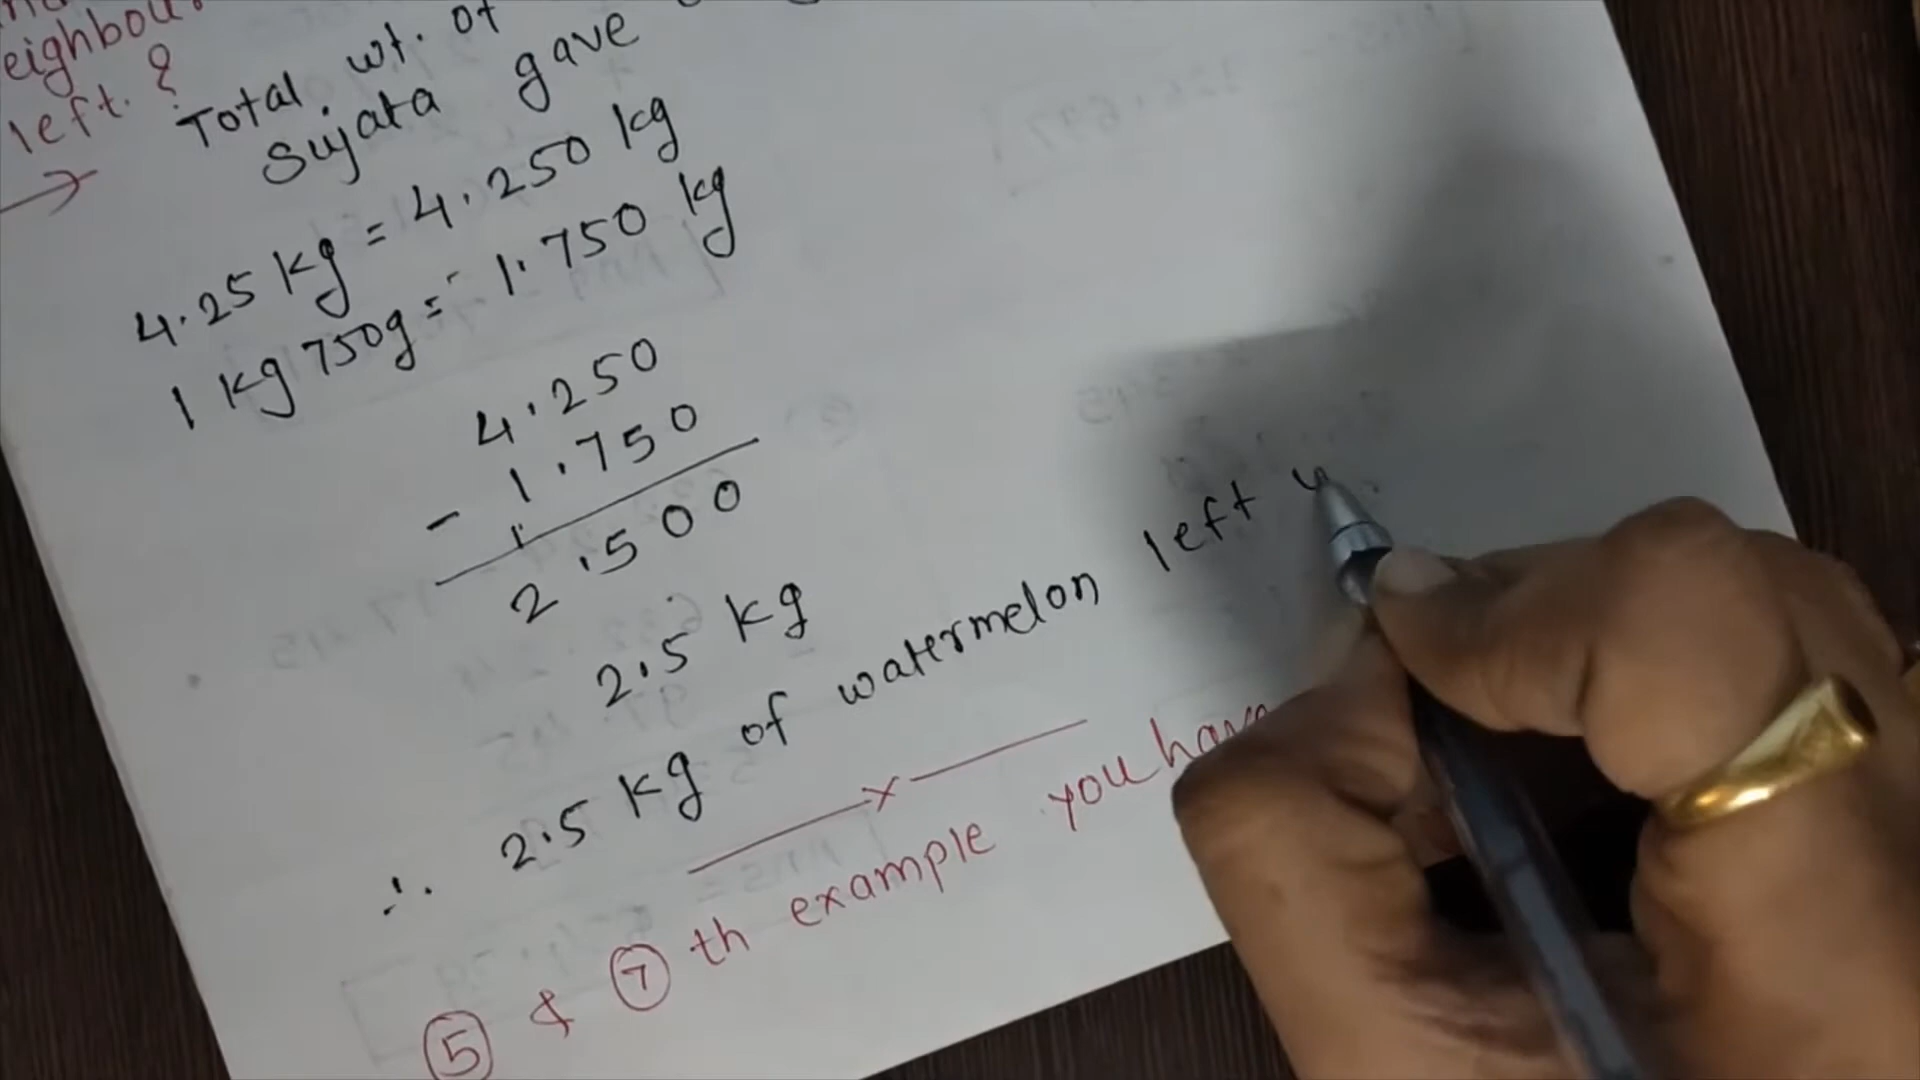 left.?
Total. wt. of
Sujata gave
4.25 kg = 4.250 kg
1 kg 750g = 1.750 kg
4.250
- 1.750
2.500
2.5 kg
∴ 2.5 kg of watermelon left
x
5 & 7 th example you have